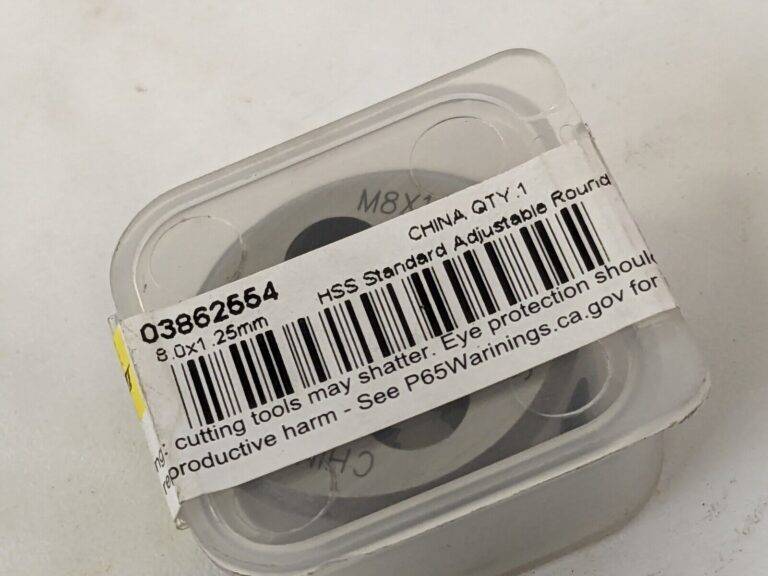 M8X1
CHINA QTY:1
HSS Standard Adjustable Round
03862554
8.0x1.25mm
cutting tools may shatter. Eye protection should
reproductive harm - See P65Warinings.ca.gov for
CHI